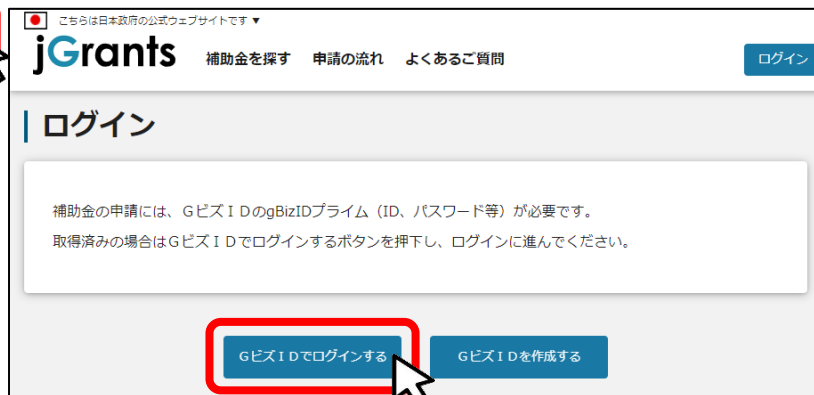 こちらは日本政府の公式ウェブサイトです ▼
jGrants 補助金を探す 申請の流れ よくあるご質問 ログイン
ログイン
補助金の申請には、GビズIDのgBizIDプライム（ID、パスワード等）が必要です。
取得済みの場合はGビズIDでログインするボタンを押下し、ログインに進んでください。
GビズIDでログインする GビズIDを作成する